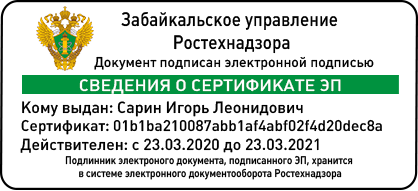 Забайкальское управление
Ростехнадзора
Документ подписан электронной подписью
СВЕДЕНИЯ О СЕРТИФИКАТЕ ЭП
Кому выдан: Сарин Игорь Леонидович
Сертификат: 01b1ba210087abb1af4abf02f4d20dec8a
Действителен: с 23.03.2020 до 23.03.2021
Подлинник электроного документа, подписанного ЭП, хранится
в системе электронного документооборота Ростехнадзора